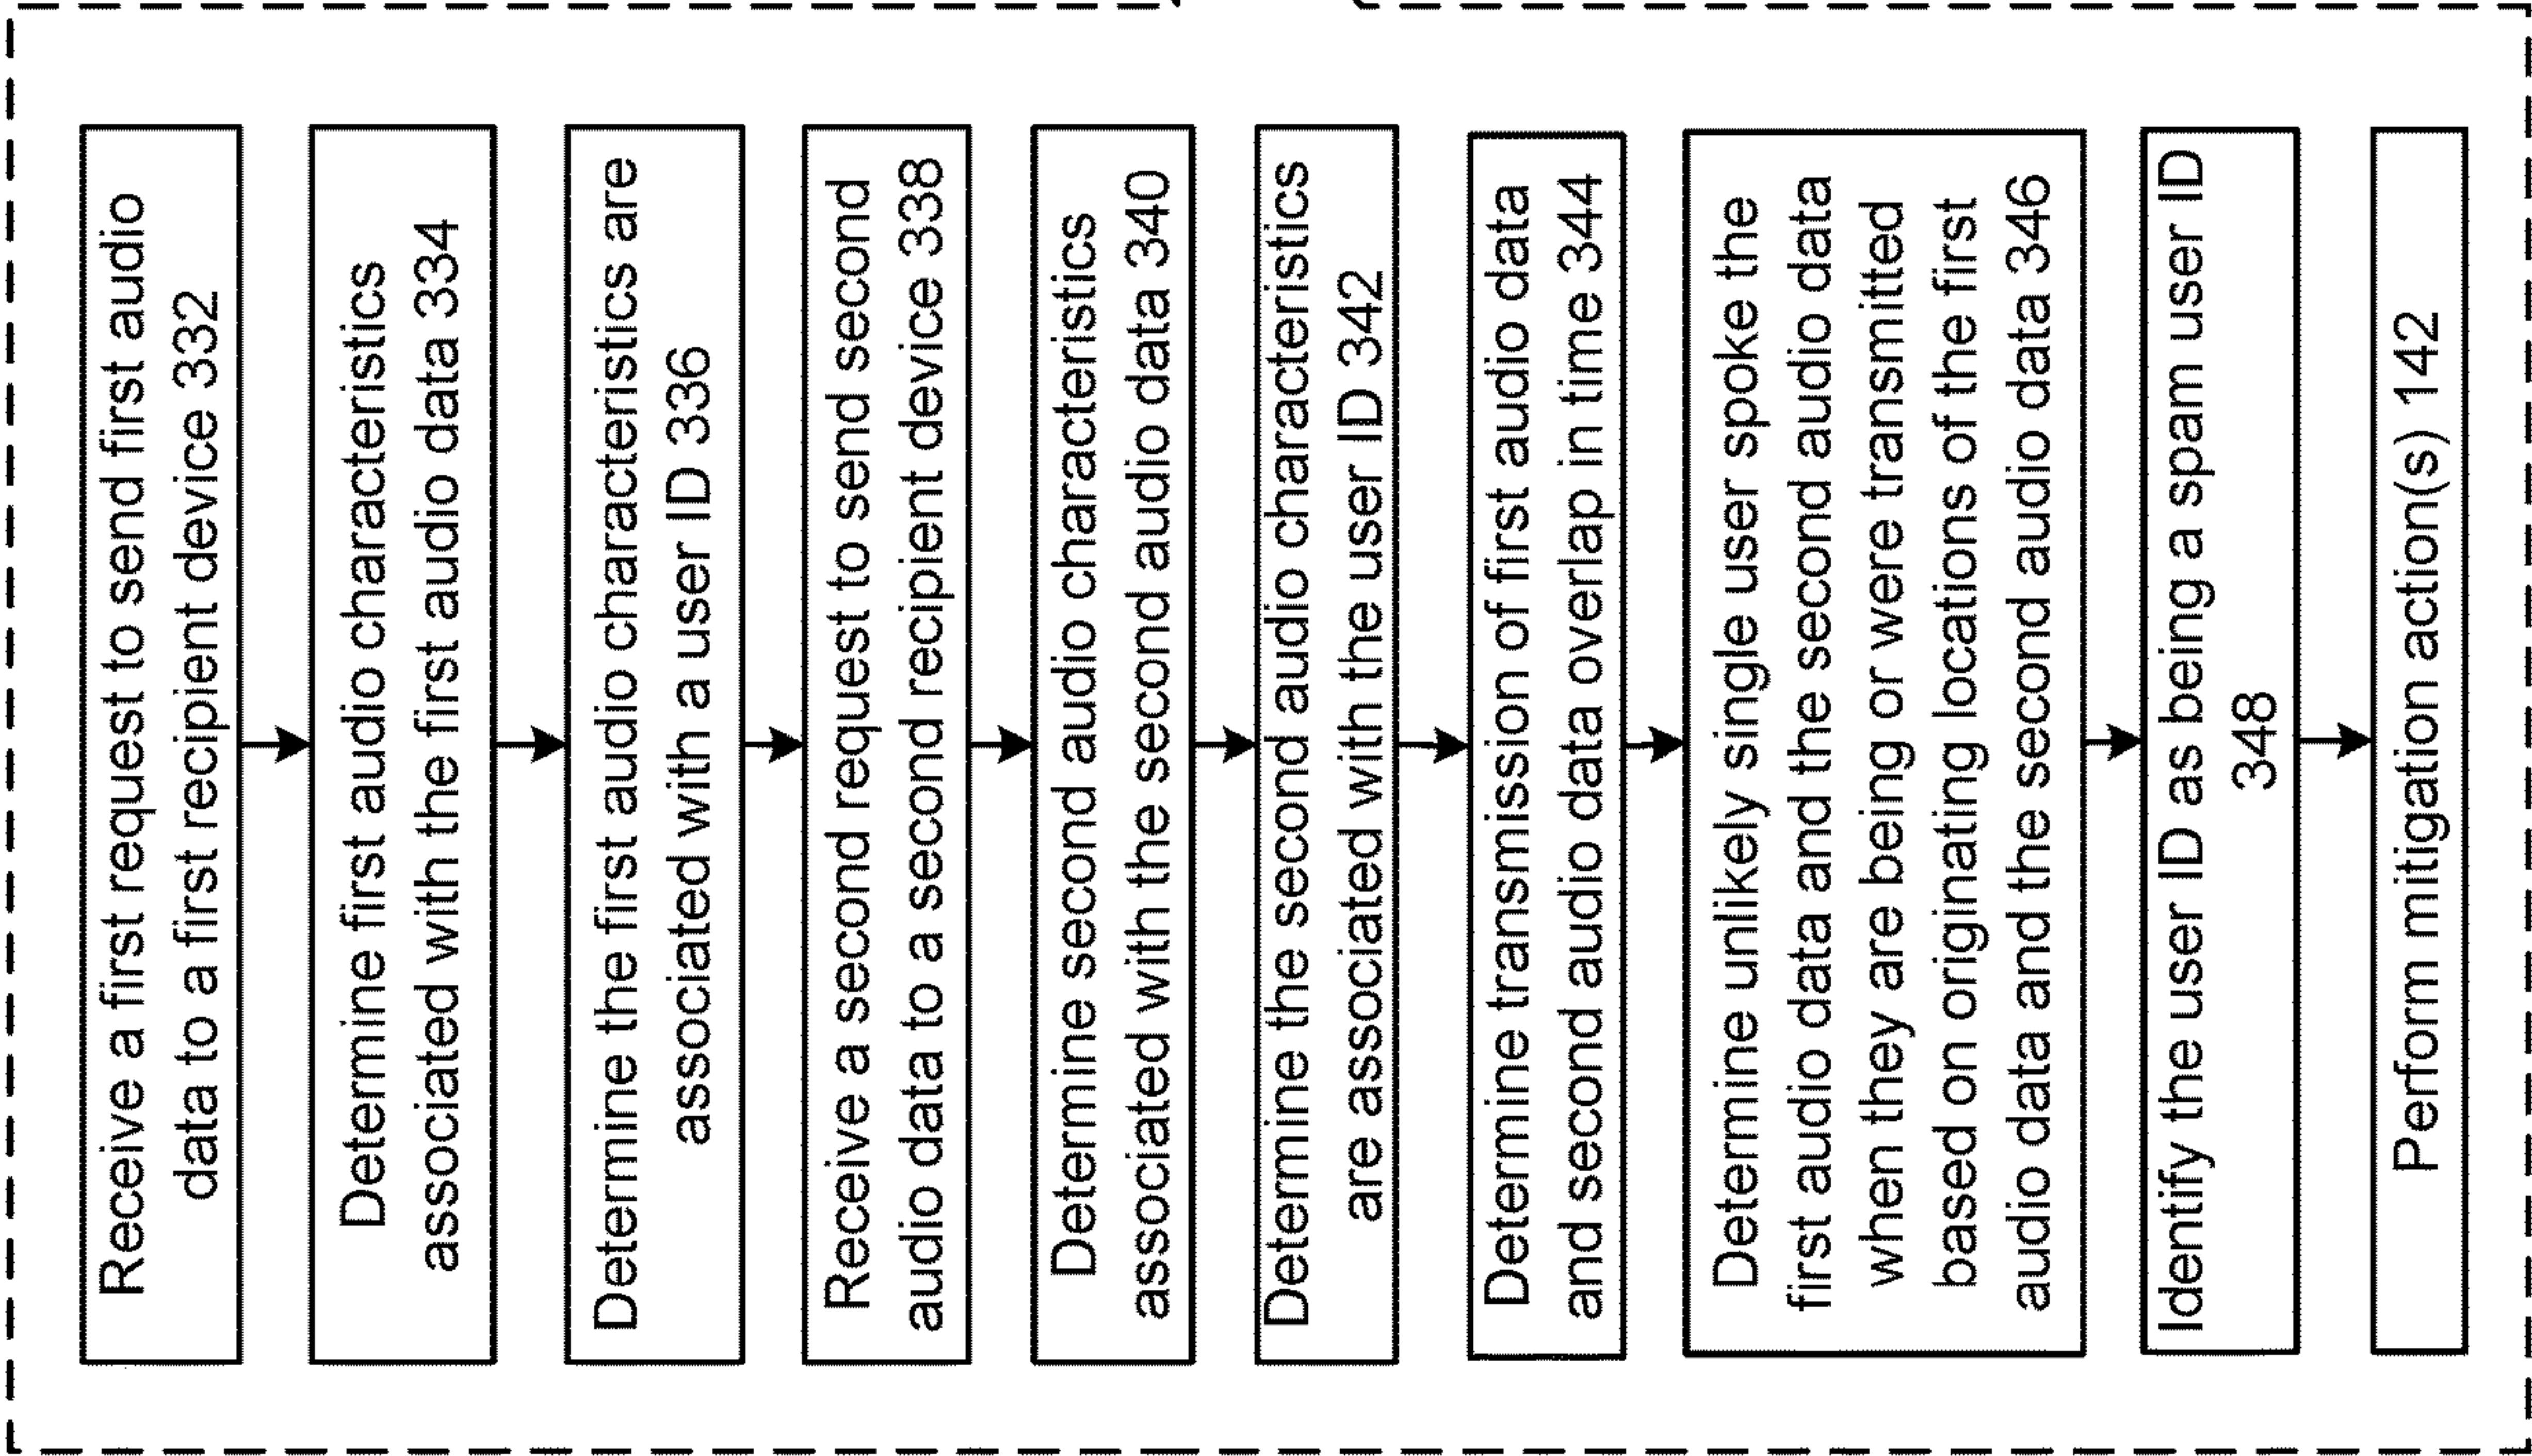 Receive a first request to send first audio
data to a first recipient device 332
Determine first audio characteristics
associated with the first audio data 334
Determine the first audio characteristics are
associated with a user ID 336
Receive a second request to send second
audio data to a second recipient device 338
Determine second audio characteristics
associated with the second audio data 340
Determine the second audio characteristics
are associated with the user ID 342
Determine transmission of first audio data
and second audio data overlap in time 344
Determine unlikely single user spoke the
first audio data and the second audio data
when they are being or were transmitted
based on originating locations of the first
audio data and the second audio data 346
Identify the user ID as being a spam user ID
348
Perform mitigation action(s) 142